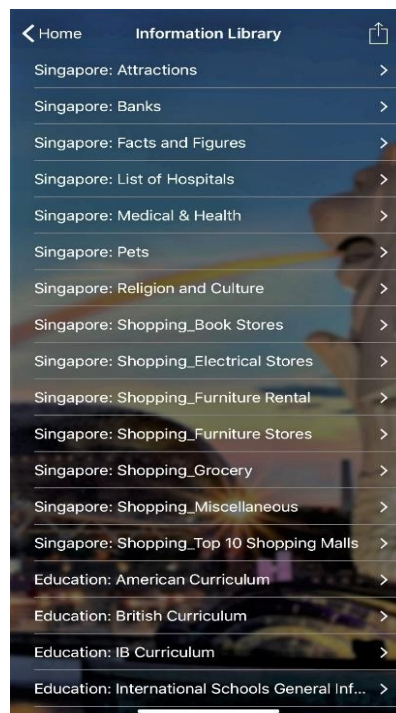 Home
Information Library
Singapore: Attractions
Singapore: Banks
Singapore: Facts and Figures
Singapore: List of Hospitals
Singapore: Medical & Health
Singapore: Pets
Singapore: Religion and Culture
Singapore: Shopping_Book Stores
Singapore: Shopping_Electrical Stores
Singapore: Shopping_Furniture Rental
Singapore: Shopping_Furniture Stores
Singapore: Shopping_Grocery
Singapore: Shopping_Miscellaneous
Singapore: Shopping_Top 10 Shopping Malls
Education: American Curriculum
Education: British Curriculum
Education: IB Curriculum
Education: International Schools General Inf...